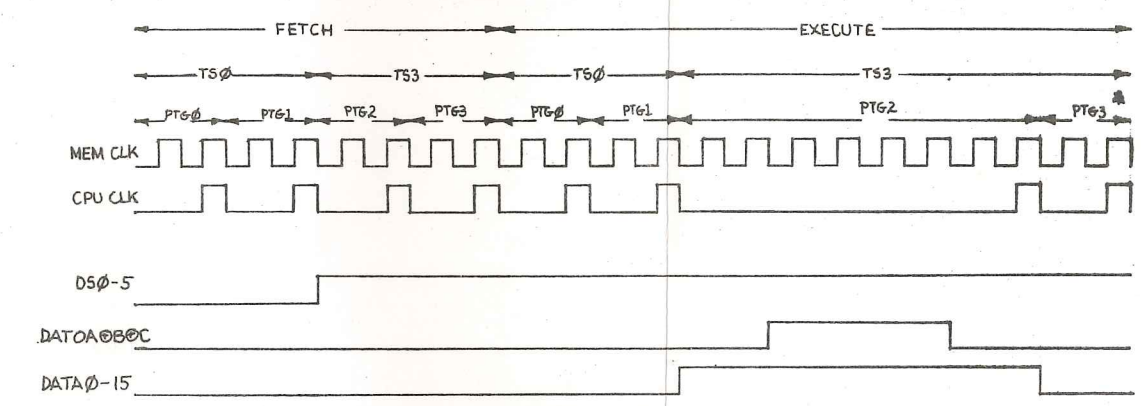 FETCH EXECUTE
TSØ TS3 TSØ TS3
PTGØ PTG1 PTG2 PTG3 PTGØ PTG1 PTG2 PTG3
MEM CLK
CPU CLK
DSØ-5
DATOA⊕B⊕C
DATAØ-15